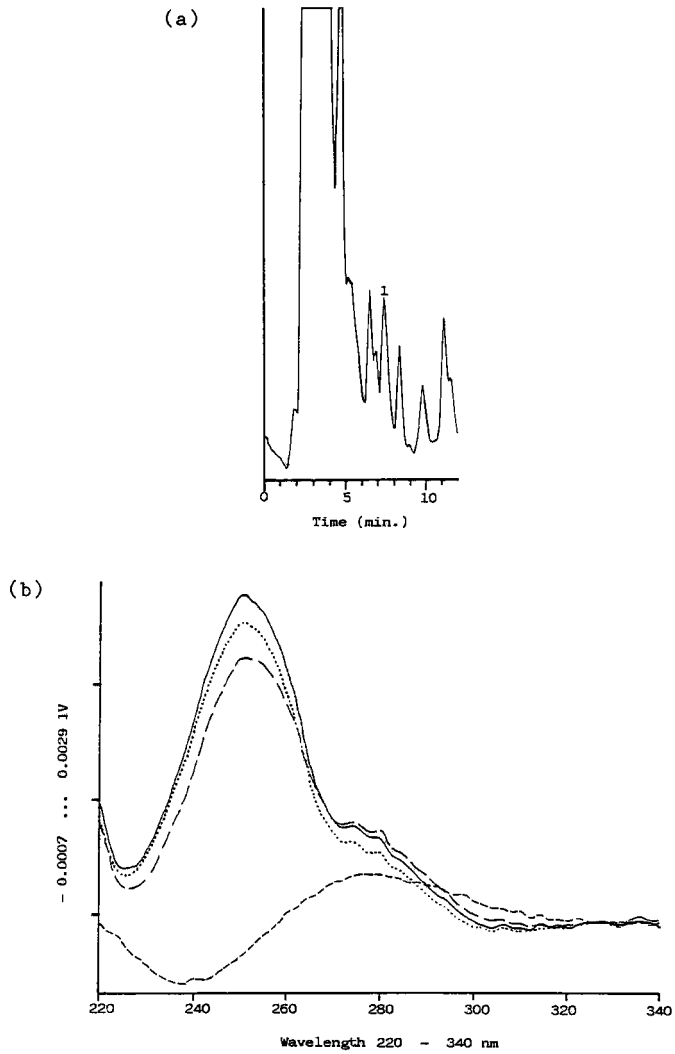 (a)
1
0 5 10
Time (min.)
(b)
- 0.0007 ... 0.0029 1V
220 240 260 280 300 320 340
Wavelength 220 - 340 nm